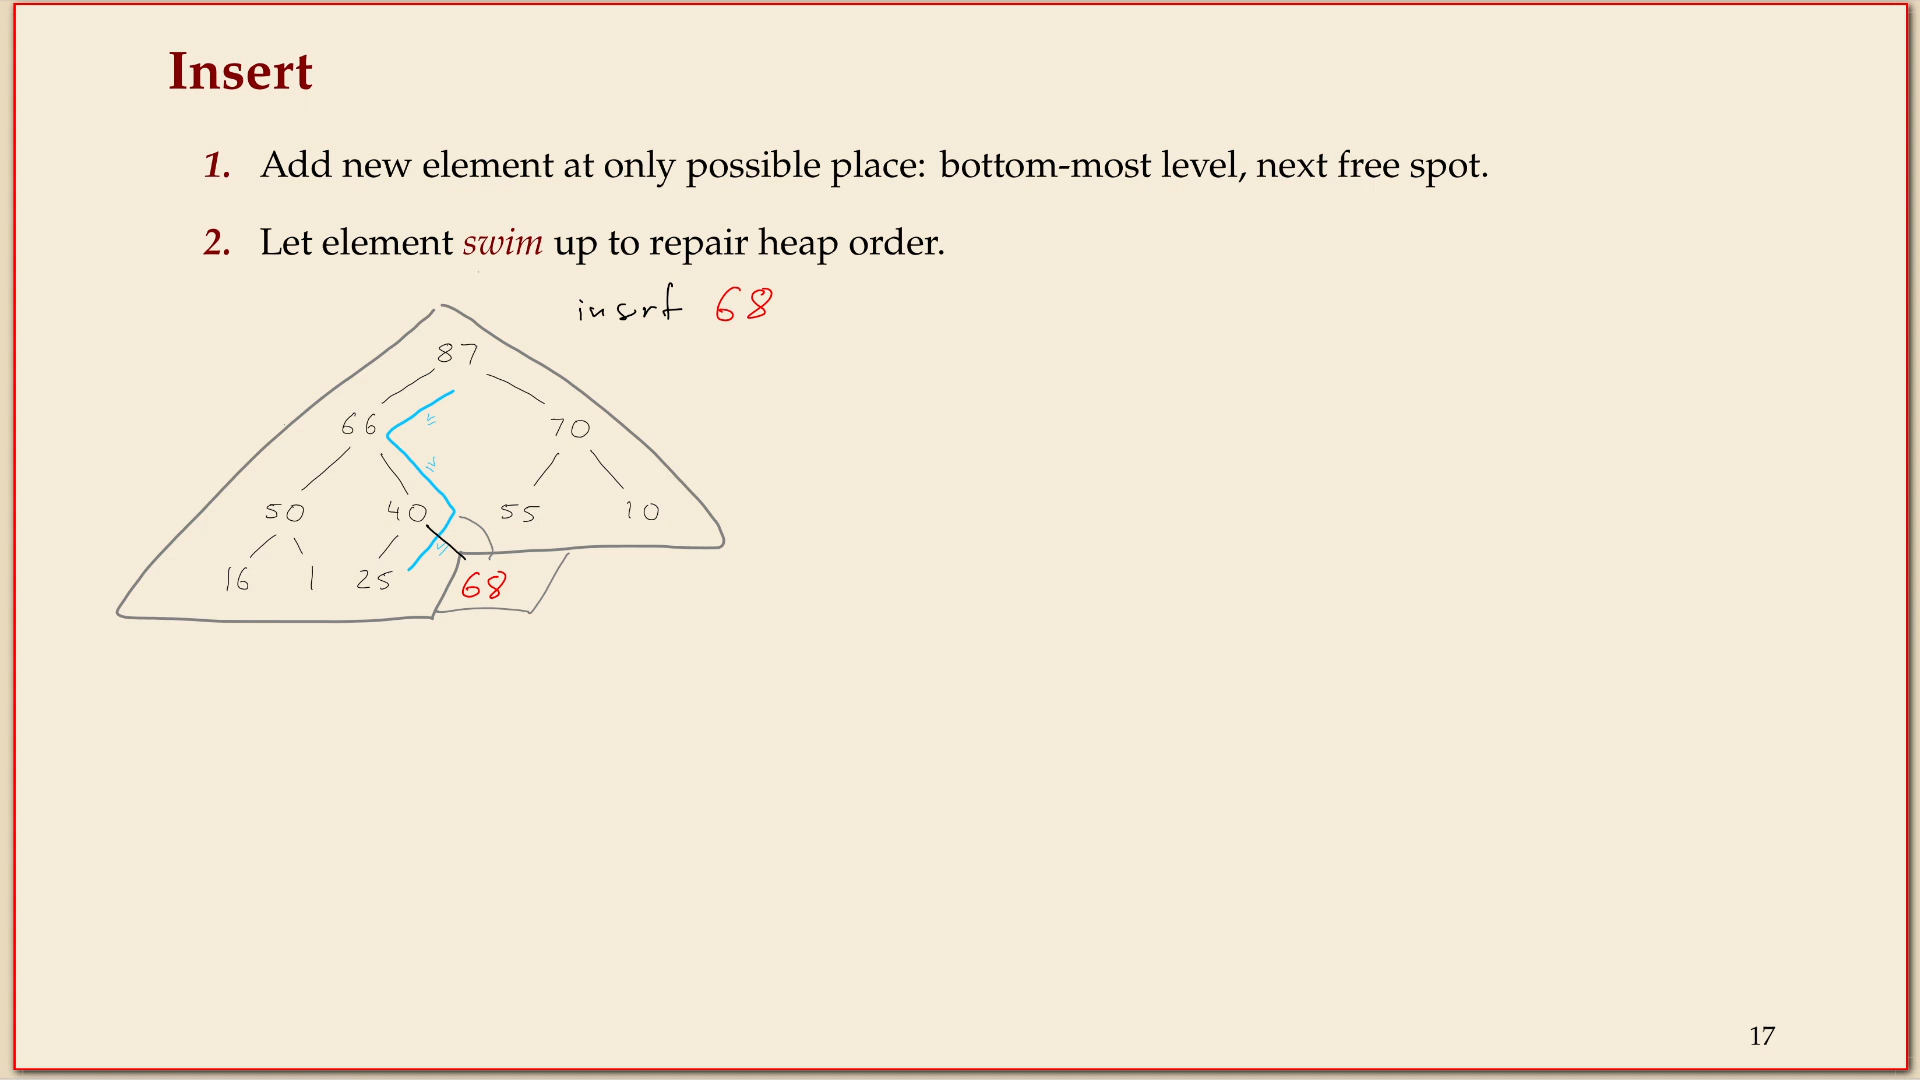 Insert
1. Add new element at only possible place: bottom-most level, next free spot.
2. Let element swim up to repair heap order.
insert 68
87
66 70
50 40 55 10
16 1 25 68
17